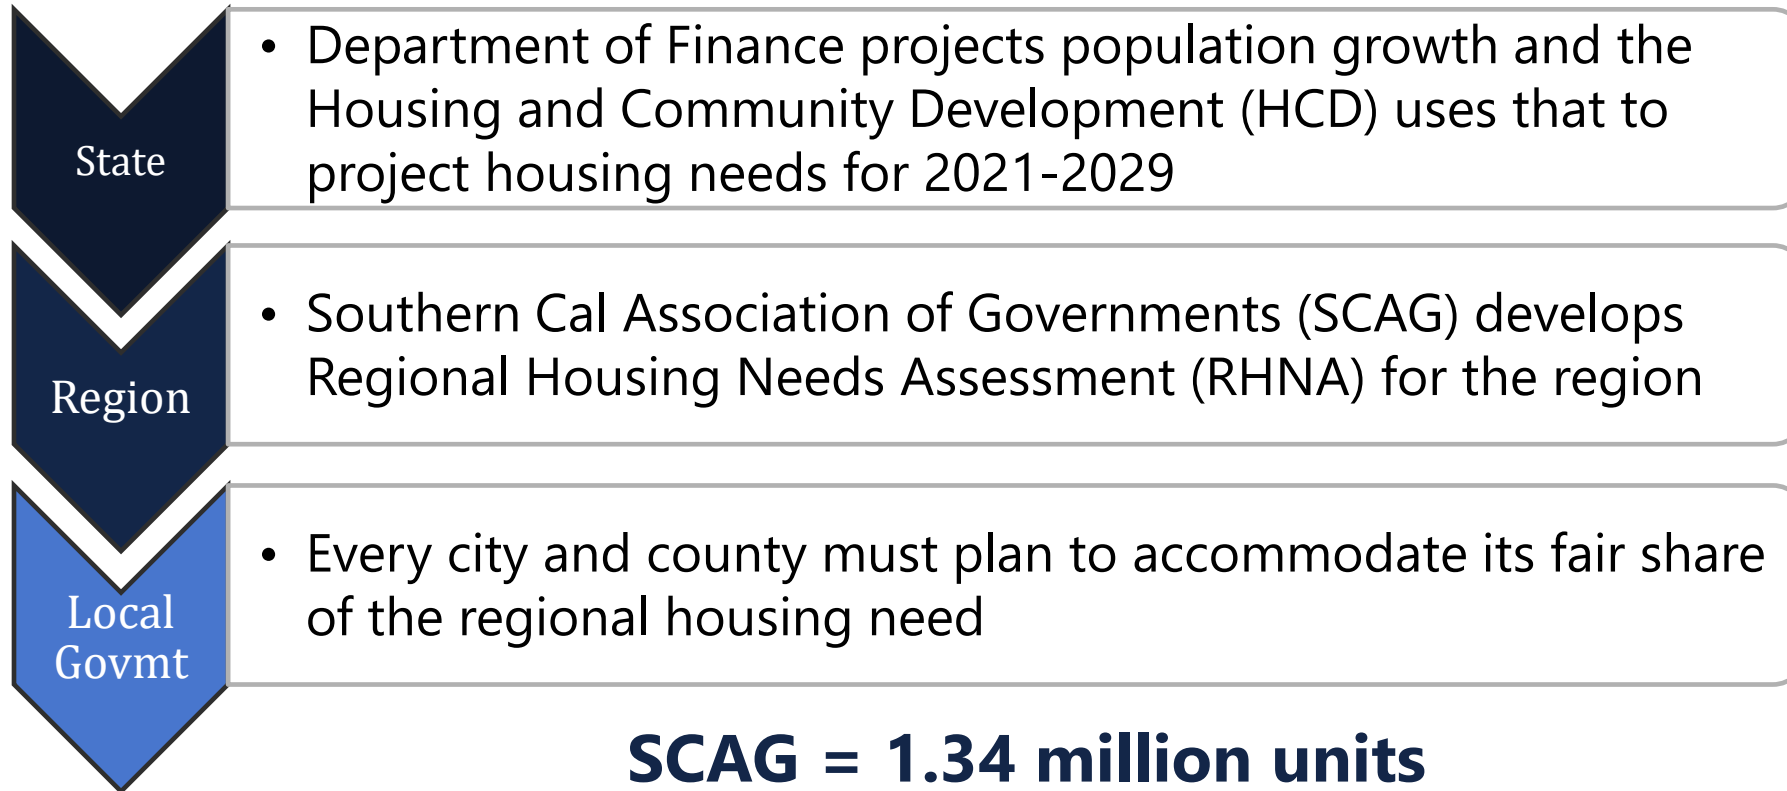 State
• Department of Finance projects population growth and the
Housing and Community Development (HCD) uses that to
project housing needs for 2021-2029
Region
• Southern Cal Association of Governments (SCAG) develops
Regional Housing Needs Assessment (RHNA) for the region
Local
Govmt
• Every city and county must plan to accommodate its fair share
of the regional housing need
SCAG = 1.34 million units